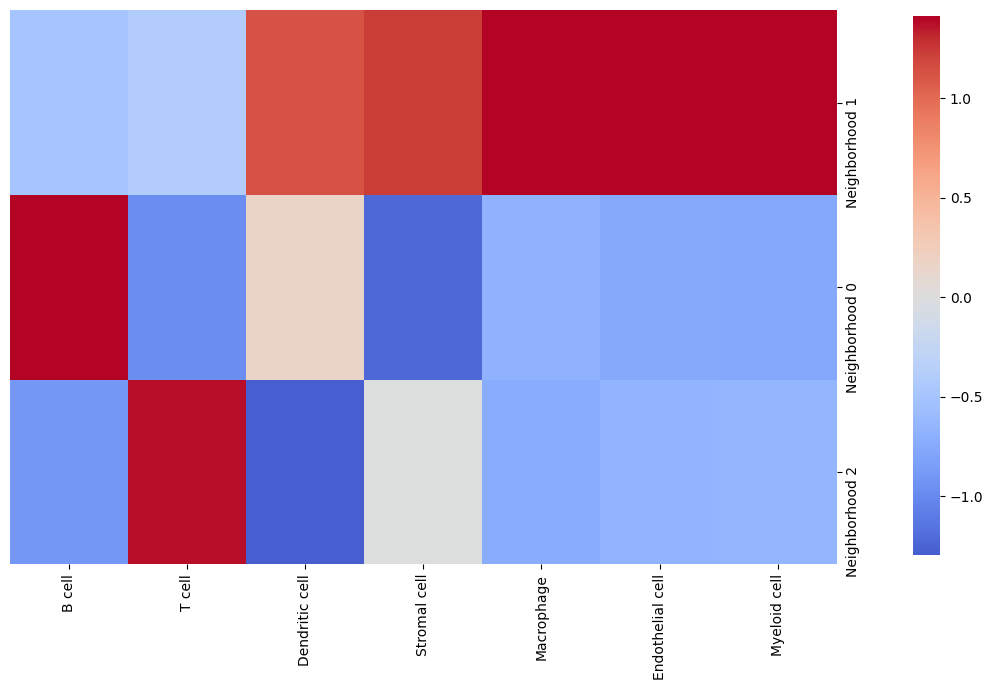 Neighborhood 1
Neighborhood 0
Neighborhood 2
B cell
T cell
Dendritic cell
Stromal cell
Macrophage
Endothelial cell
Myeloid cell
1.0
0.5
0.0
−0.5
−1.0